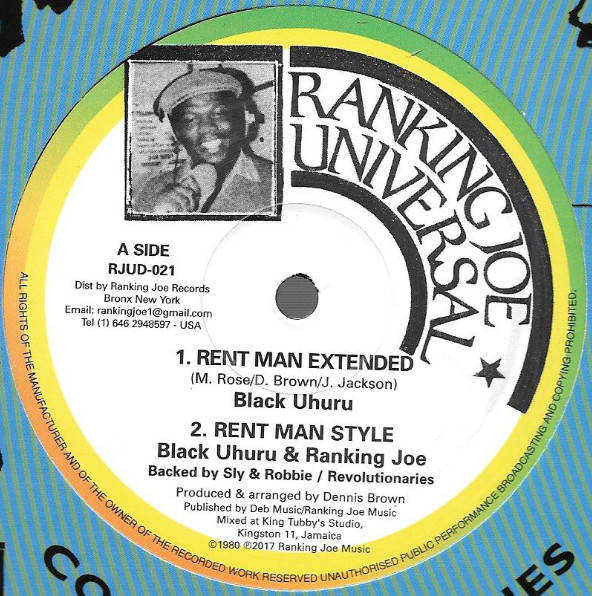 RANKING JOE
UNIVERSAL
A SIDE
RJUD-021
Dist by Ranking Joe Records
Bronx New York
Email: rankingjoe1@gmail.com
Tel (1) 646 2948597 - USA
1. RENT MAN EXTENDED
(M. Rose/D. Brown/J. Jackson)
Black Uhuru
2. RENT MAN STYLE
Black Uhuru & Ranking Joe
Backed by Sly & Robbie / Revolutionaries
Produced & arranged by Dennis Brown
Published by Deb Music/Ranking Joe Music
Mixed at King Tubby's Studio,
Kingston 11, Jamaica
©1980 ℗2017 Ranking Joe Music
ALL RIGHTS OF THE MANUFACTURER AND OF THE OWNER OF THE RECORDED WORK RESERVED UNAUTHORISED PUBLIC PERFORMANCE BROADCASTING AND COPYING PROHIBITED.